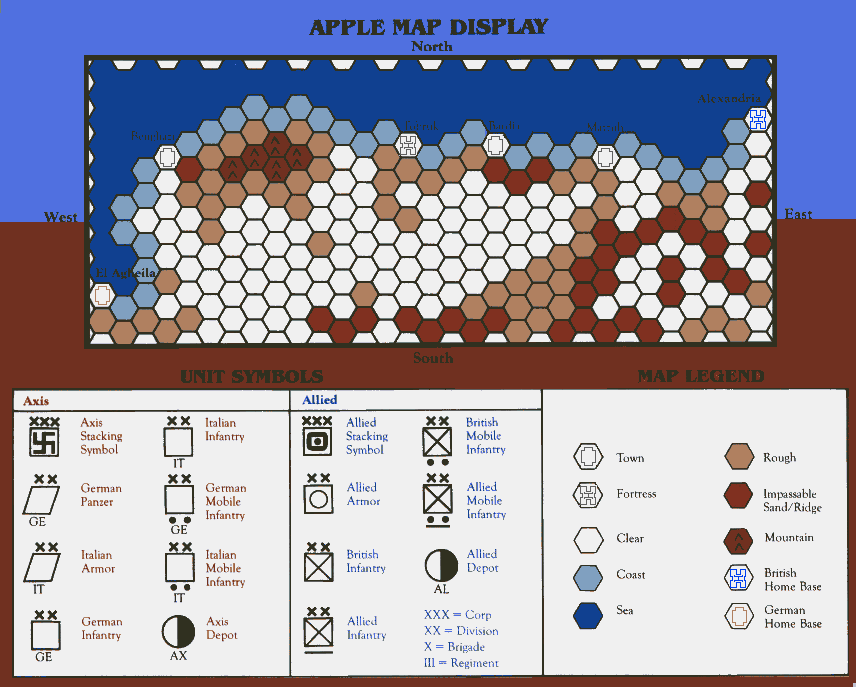 APPLE MAP DISPLAY
North
Alexandria
Tobruk
Matruh
West
East
El Agheila
South
UNIT SYMBOLS
MAP LEGEND
Axis
Allied
XXX
Axis
Stacking
Symbol
XX
Italian
Infantry
IT
XXX
Allied
Stacking
Symbol
XX
British
Mobile
Infantry
Town
Rough
XX
German
Panzer
GE
XX
German
Mobile
Infantry
GE
XX
Allied
Armor
XX
Allied
Mobile
Infantry
Fortress
Impassable
Sand/Ridge
XX
Italian
Armor
IT
XX
Italian
Mobile
Infantry
IT
XX
British
Infantry
Allied
Depot
AL
Clear
Mountain
Coast
British
Home Base
XX
German
Infantry
GE
Axis
Depot
AX
XX
Allied
Infantry
XXX = Corp
XX = Division
X = Brigade
III = Regiment
Sea
German
Home Base